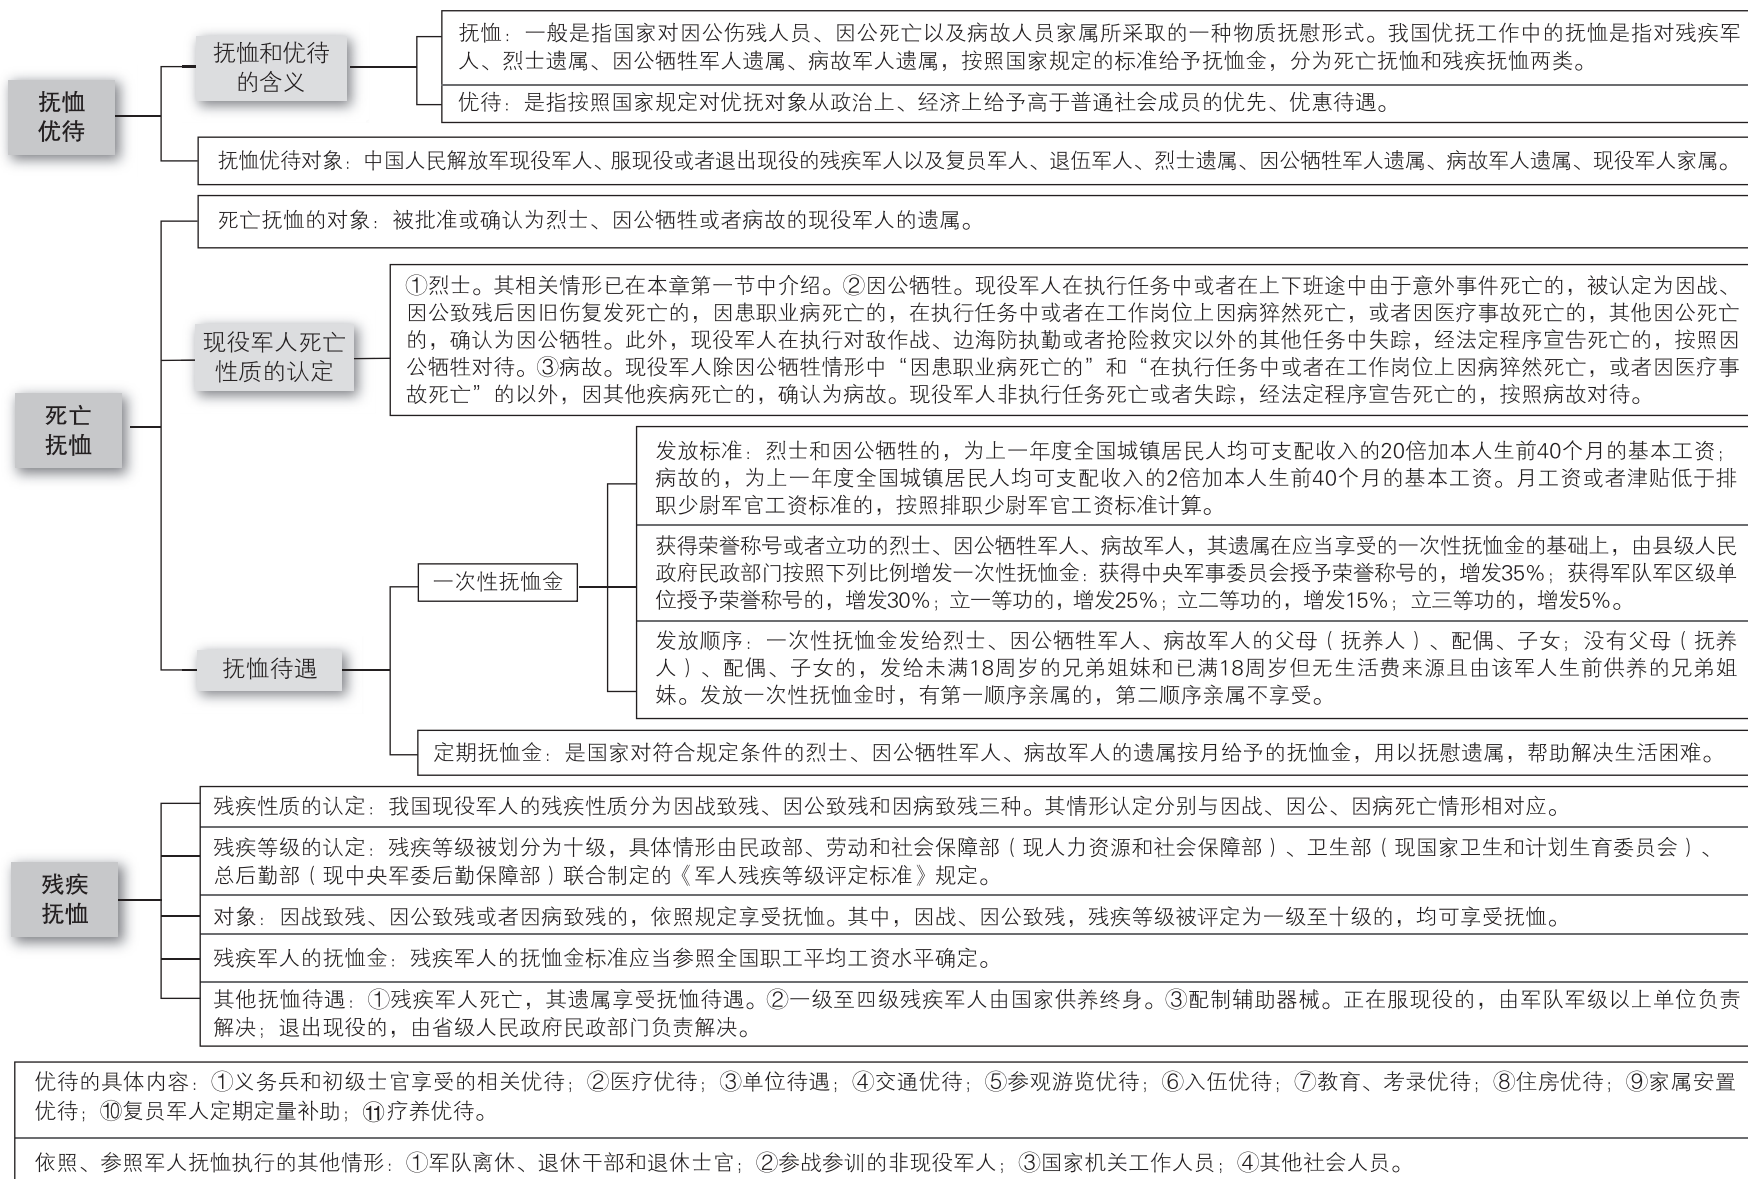 抚恤
优待
抚恤和优待
的含义
抚恤：一般是指国家对因公伤残人员、因公死亡以及病故人员家属所采取的一种物质抚慰形式。我国优抚工作中的抚恤是指对残疾军
人、烈士遗属、因公牺牲军人遗属、病故军人遗属，按照国家规定的标准给予抚恤金，分为死亡抚恤和残疾抚恤两类。
优待：是指按照国家规定对优抚对象从政治上、经济上给予高于普通社会成员的优先、优惠待遇。
抚恤优待对象：中国人民解放军现役军人、服现役或者退出现役的残疾军人以及复员军人、退伍军人、烈士遗属、因公牺牲军人遗属、病故军人遗属、现役军人家属。
死亡
抚恤
死亡抚恤的对象：被批准或确认为烈士、因公牺牲或者病故的现役军人的遗属。
现役军人死亡
性质的认定
①烈士。其相关情形已在本章第一节中介绍。②因公牺牲。现役军人在执行任务中或者在上下班途中由于意外事件死亡的，被认定为因战、
因公致残后因旧伤复发死亡的，因患职业病死亡的，在执行任务中或者在工作岗位上因病猝然死亡，或者因医疗事故死亡的，其他因公死亡
的，确认为因公牺牲。此外，现役军人在执行对敌作战、边海防执勤或者抢险救灾以外的其他任务中失踪，经法定程序宣告死亡的，按照因
公牺牲对待。③病故。现役军人除因公牺牲情形中“因患职业病死亡的”和“在执行任务中或者在工作岗位上因病猝然死亡，或者因医疗事
故死亡”的以外，因其他疾病死亡的，确认为病故。现役军人非执行任务死亡或者失踪，经法定程序宣告死亡的，按照病故对待。
抚恤待遇
一次性抚恤金
发放标准：烈士和因公牺牲的，为上一年度全国城镇居民人均可支配收入的20倍加本人生前40个月的基本工资；
病故的，为上一年度全国城镇居民人均可支配收入的2倍加本人生前40个月的基本工资。月工资或者津贴低于排
职少尉军官工资标准的，按照排职少尉军官工资标准计算。
获得荣誉称号或者立功的烈士、因公牺牲军人、病故军人，其遗属在应当享受的一次性抚恤金的基础上，由县级人民
政府民政部门按照下列比例增发一次性抚恤金：获得中央军事委员会授予荣誉称号的，增发35%；获得军队军区级单
位授予荣誉称号的，增发30%；立一等功的，增发25%；立二等功的，增发15%；立三等功的，增发5%。
发放顺序：一次性抚恤金发给烈士、因公牺牲军人、病故军人的父母（抚养人）、配偶、子女；没有父母（抚养
人）、配偶、子女的，发给未满18周岁的兄弟姐妹和已满18周岁但无生活费来源且由该军人生前供养的兄弟姐
妹。发放一次性抚恤金时，有第一顺序亲属的，第二顺序亲属不享受。
定期抚恤金：是国家对符合规定条件的烈士、因公牺牲军人、病故军人的遗属按月给予的抚恤金，用以抚慰遗属，帮助解决生活困难。
残疾
抚恤
残疾性质的认定：我国现役军人的残疾性质分为因战致残、因公致残和因病致残三种。其情形认定分别与因战、因公、因病死亡情形相对应。
残疾等级的认定：残疾等级被划分为十级，具体情形由民政部、劳动和社会保障部（现人力资源和社会保障部）、卫生部（现国家卫生和计划生育委员会）、
总后勤部（现中央军委后勤保障部）联合制定的《军人残疾等级评定标准》规定。
对象：因战致残、因公致残或者因病致残的，依照规定享受抚恤。其中，因战、因公致残，残疾等级被评定为一级至十级的，均可享受抚恤。
残疾军人的抚恤金：残疾军人的抚恤金标准应当参照全国职工平均工资水平确定。
其他抚恤待遇：①残疾军人死亡，其遗属享受抚恤待遇。②一级至四级残疾军人由国家供养终身。③配制辅助器械。正在服现役的，由军队军级以上单位负责
解决；退出现役的，由省级人民政府民政部门负责解决。
优待的具体内容：①义务兵和初级士官享受的相关优待；②医疗优待；③单位待遇；④交通优待；⑤参观游览优待；⑥入伍优待；⑦教育、考录优待；⑧住房优待；⑨家属安置
优待；⑩复员军人定期定量补助；⑪疗养优待。
依照、参照军人抚恤执行的其他情形：①军队离休、退休干部和退休士官；②参战参训的非现役军人；③国家机关工作人员；④其他社会人员。